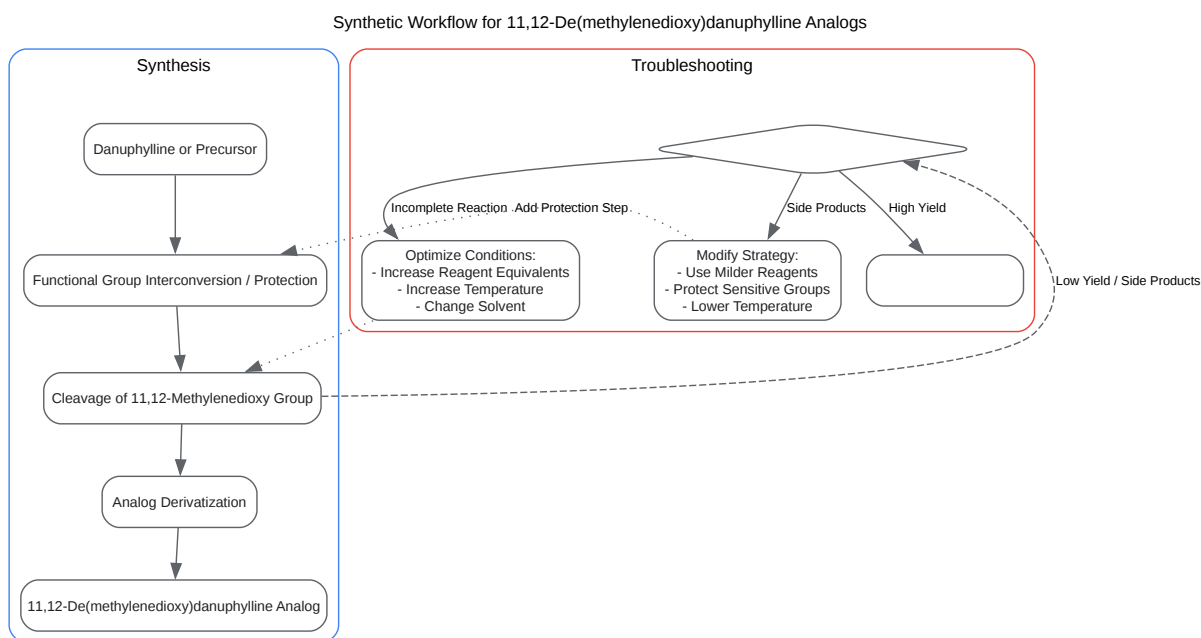 Synthetic Workflow for 11,12-De(methylenedioxy)danuphylline Analogs
Synthesis
Danuphylline or Precursor
Functional Group Interconversion / Protection
Cleavage of 11,12-Methylenedioxy Group
Analog Derivatization
11,12-De(methylenedioxy)danuphylline Analog
Troubleshooting
Incomplete Reaction
Add Protection Step
Side Products
High Yield
Optimize Conditions:
- Increase Reagent Equivalents
- Increase Temperature
- Change Solvent
Modify Strategy:
- Use Milder Reagents
- Protect Sensitive Groups
- Lower Temperature
Low Yield / Side Products